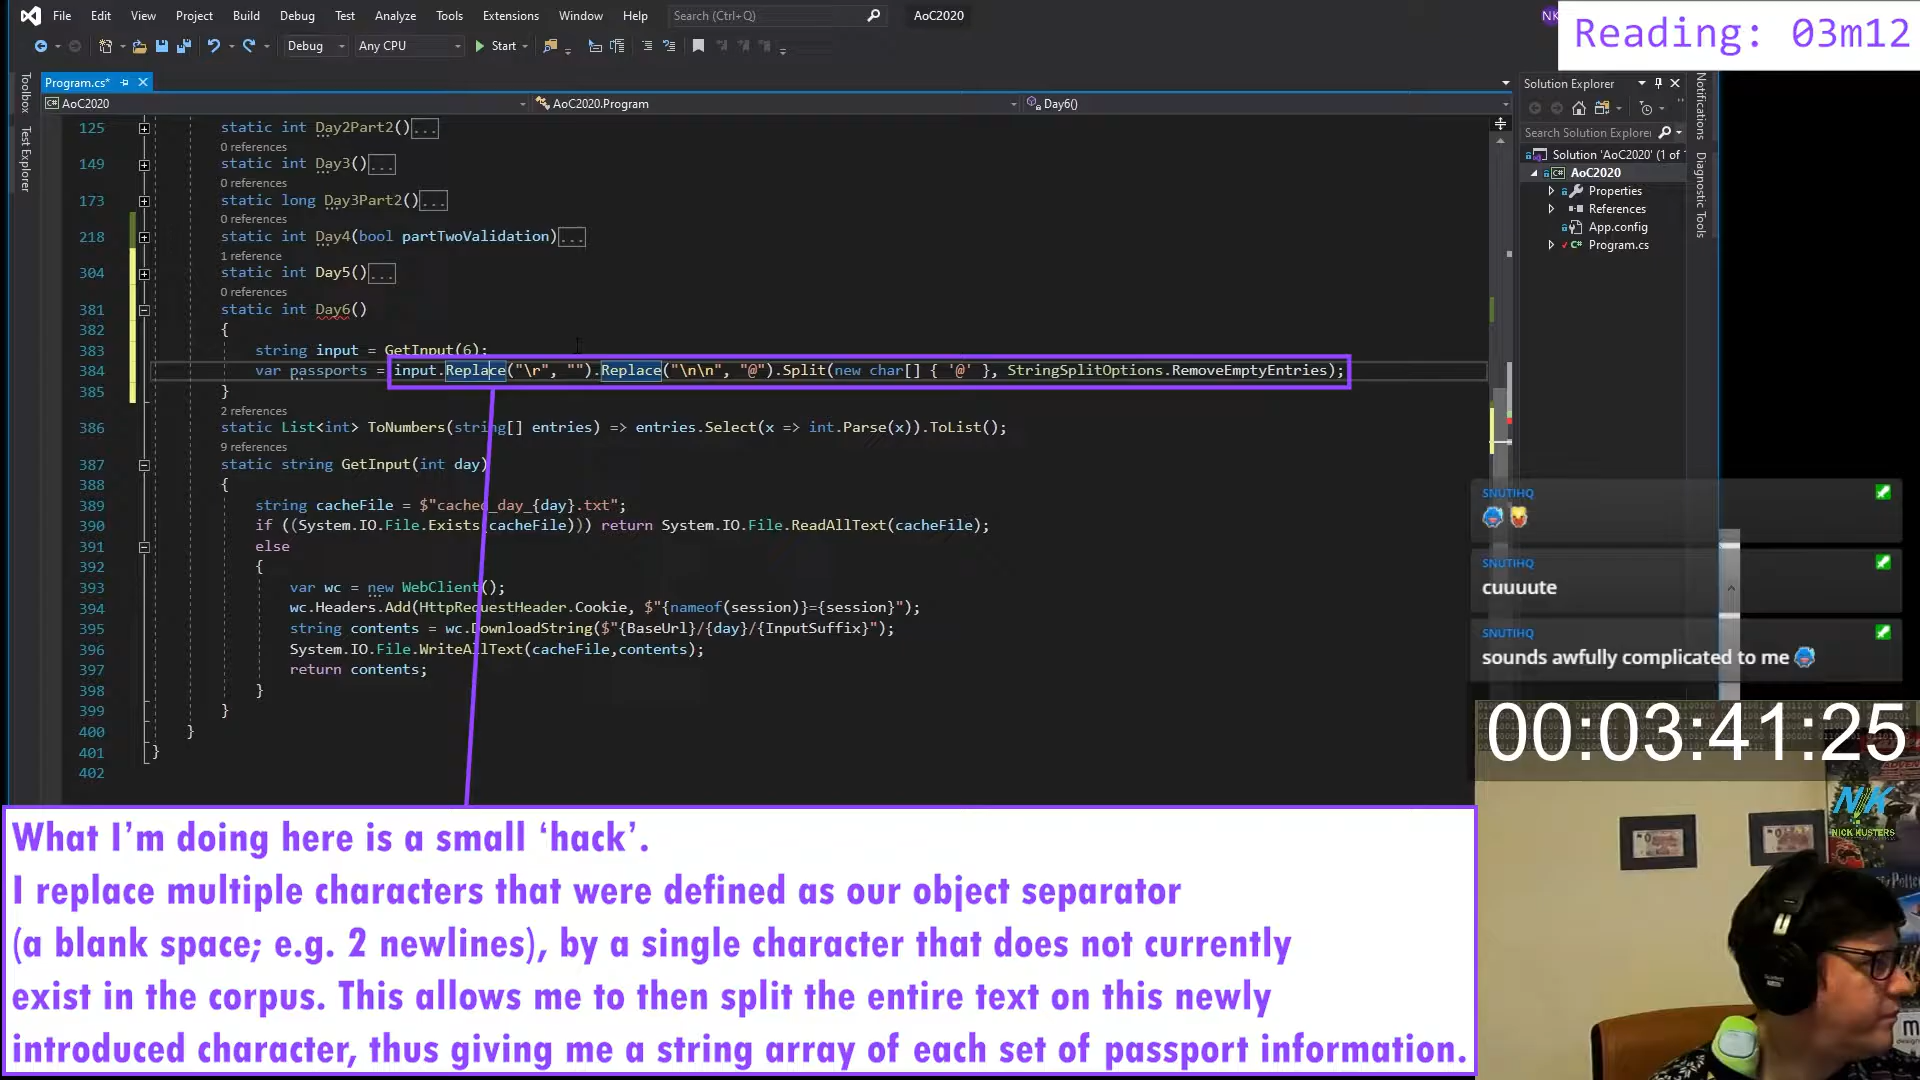 File Edit View Project Build Debug Test Analyze Tools Extensions Window Help Search (Ctrl+Q) AoC2020 NK
Reading: 03m12
Debug Any CPU Start
Toolbox
Test Explorer
Program.cs*
AoC2020 AoC2020.Program Day6()
125 static int Day2Part2()...
0 references
149 static int Day3()...
0 references
173 static long Day3Part2()...
0 references
218 static int Day4(bool partTwoValidation)...
1 reference
304 static int Day5()...
0 references
381 static int Day6()
382 {
383 string input = GetInput(6);
384 var passports = input.Replace("\r", "").Replace("\n\n", "@").Split(new char[] { '@' }, StringSplitOptions.RemoveEmptyEntries);
385 }
2 references
386 static List<int> ToNumbers(string[] entries) => entries.Select(x => int.Parse(x)).ToList();
9 references
387 static string GetInput(int day)
388 {
389 string cacheFile = $"cached_day_{day}.txt";
390 if ((System.IO.File.Exists(cacheFile))) return System.IO.File.ReadAllText(cacheFile);
391 else
392 {
393 var wc = new WebClient();
394 wc.Headers.Add(HttpRequestHeader.Cookie, $"{nameof(session)}={session}");
395 string contents = wc.DownloadString($"{BaseUrl}/{day}/{InputSuffix}");
396 System.IO.File.WriteAllText(cacheFile,contents);
397 return contents;
398 }
399 }
400 }
401 }
402
Solution Explorer
Search Solution Explorer
Solution 'AoC2020' (1 of
AoC2020
Properties
References
App.config
Program.cs
Notifications
Diagnostic Tools
SNUTIHQ
SNUTIHQ
cuuuute
SNUTIHQ
sounds awfully complicated to me
00:03:41:25
NK
NICK KUSTERS
What I'm doing here is a small 'hack'.
I replace multiple characters that were defined as our object separator
(a blank space; e.g. 2 newlines), by a single character that does not currently
exist in the corpus. This allows me to then split the entire text on this newly
introduced character, thus giving me a string array of each set of passport information.